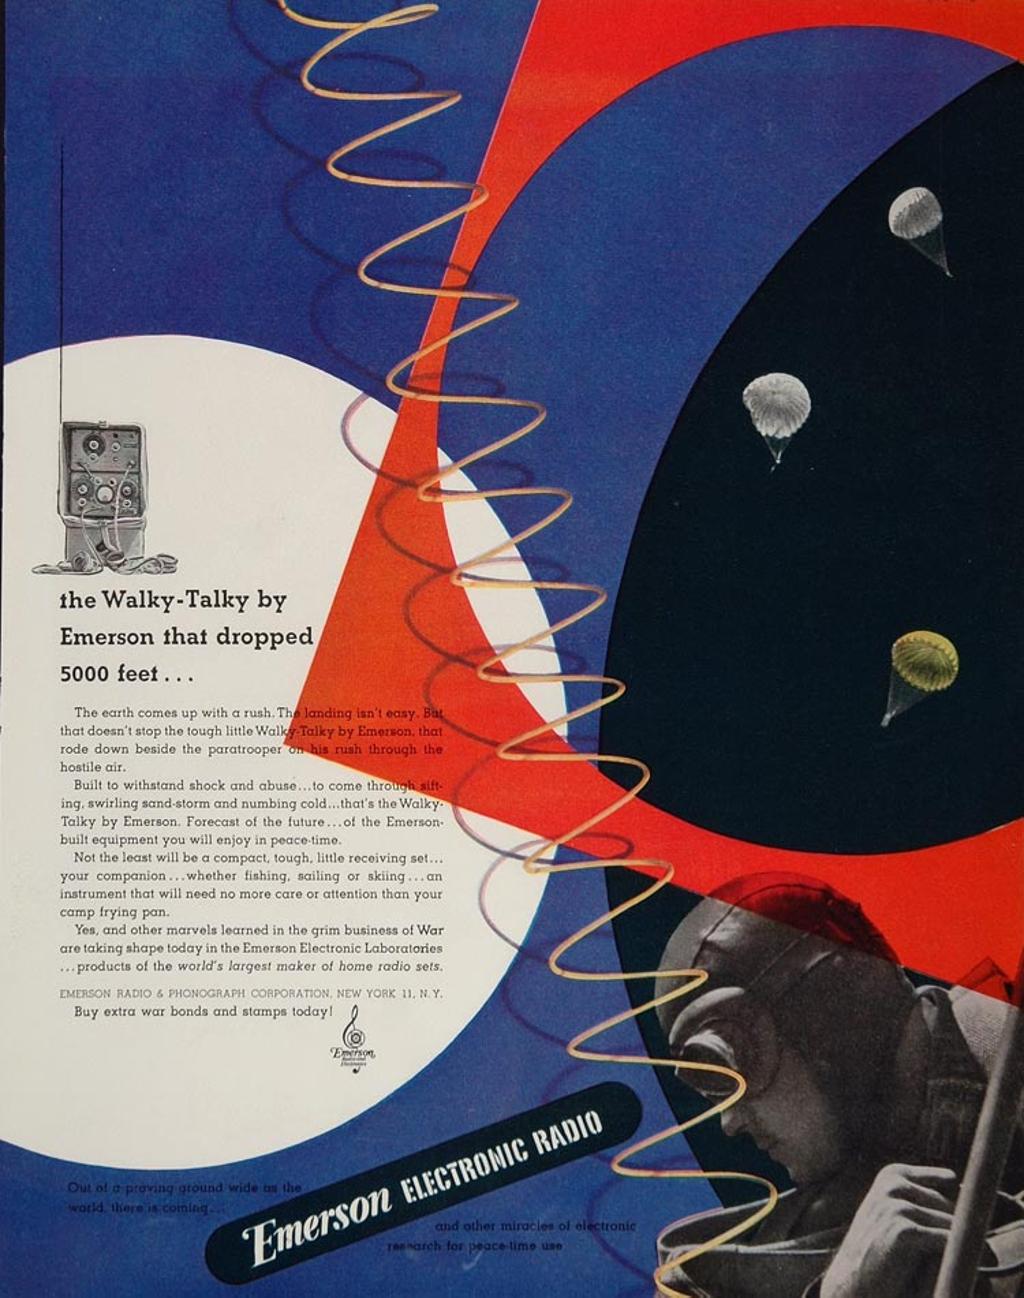 the Walky-Talky by
Emerson that dropped
5000 feet . . .
The earth comes up with a rush. The landing isn't easy. But
that doesn't stop the tough little Walky-Talky by Emerson, that
rode down beside the paratrooper on his rush through the
hostile air.
Built to withstand shock and abuse...to come through sift-
ing, swirling sand-storm and numbing cold...that's the Walky-
Talky by Emerson. Forecast of the future...of the Emerson-
built equipment you will enjoy in peace-time.
Not the least will be a compact, tough, little receiving set...
your companion...whether fishing, sailing or skiing...an
instrument that will need no more care or attention than your
camp frying pan.
Yes, and other marvels learned in the grim business of War
are taking shape today in the Emerson Electronic Laboratories
...products of the world's largest maker of home radio sets.
EMERSON RADIO & PHONOGRAPH CORPORATION, NEW YORK 11, N.Y.
Buy extra war bonds and stamps today!
Emerson
Radio and
Electronics
Out of a proving-ground wide as the
world, there is coming...
Emerson ELECTRONIC RADIO
and other miracles of electronic
research for peace-time use